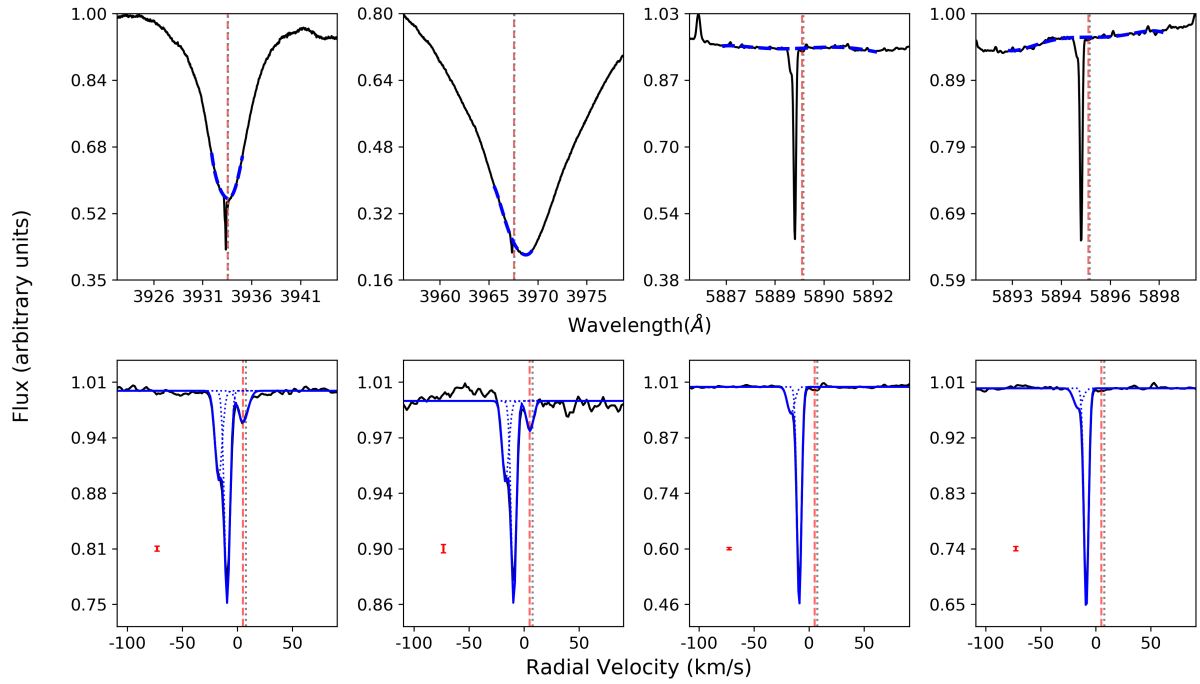 Flux (arbitrary units)
1.00 0.84 0.68 0.52 0.35
3926 3931 3936 3941
0.80 0.64 0.48 0.32 0.16
3960 3965 3970 3975
1.03 0.87 0.70 0.54 0.38
5887 5889 5890 5892
1.00 0.89 0.79 0.69 0.59
5893 5894 5896 5898
Wavelength(Å)
1.01 0.94 0.88 0.81 0.75
-100 -50 0 50
1.01 0.97 0.94 0.90 0.86
-100 -50 0 50
1.01 0.87 0.74 0.60 0.46
-100 -50 0 50
1.01 0.92 0.83 0.74 0.65
-100 -50 0 50
Radial Velocity (km/s)